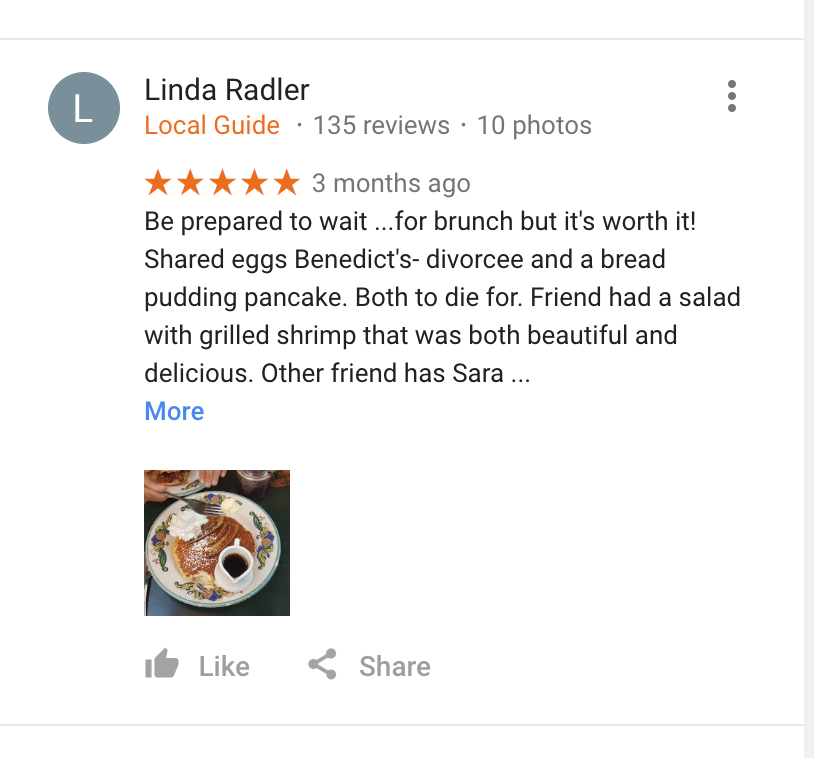 L
Linda Radler
Local Guide · 135 reviews · 10 photos
★★★★★ 3 months ago
Be prepared to wait ...for brunch but it's worth it!
Shared eggs Benedict's- divorcee and a bread
pudding pancake. Both to die for. Friend had a salad
with grilled shrimp that was both beautiful and
delicious. Other friend has Sara ...
More
Like Share